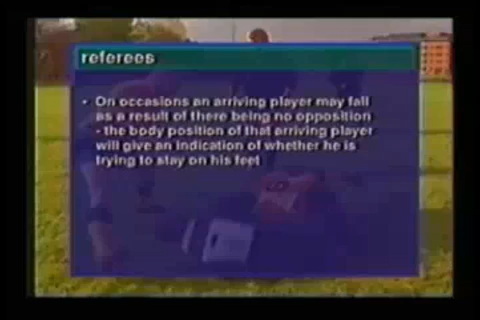 referees
• On occasions an arriving player may fall
as a result of there being no opposition
- the body position of that arriving player
will give an indication of whether he is
trying to stay on his feet